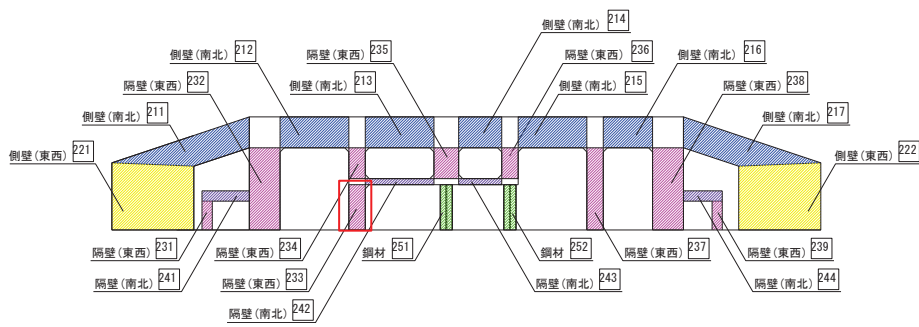 側壁(南北) 214
側壁(南北) 212
隔壁(東西) 235
隔壁(東西) 236
側壁(南北) 216
隔壁(東西) 232
側壁(南北) 213
側壁(南北) 215
隔壁(東西) 238
側壁(南北) 211
側壁(南北) 217
側壁(東西) 221
側壁(東西) 222
隔壁(東西) 231
隔壁(東西) 234
鋼材 251
鋼材 252
隔壁(東西) 237
隔壁(東西) 239
隔壁(南北) 241
隔壁(東西) 233
隔壁(南北) 243
隔壁(南北) 244
隔壁(南北) 242